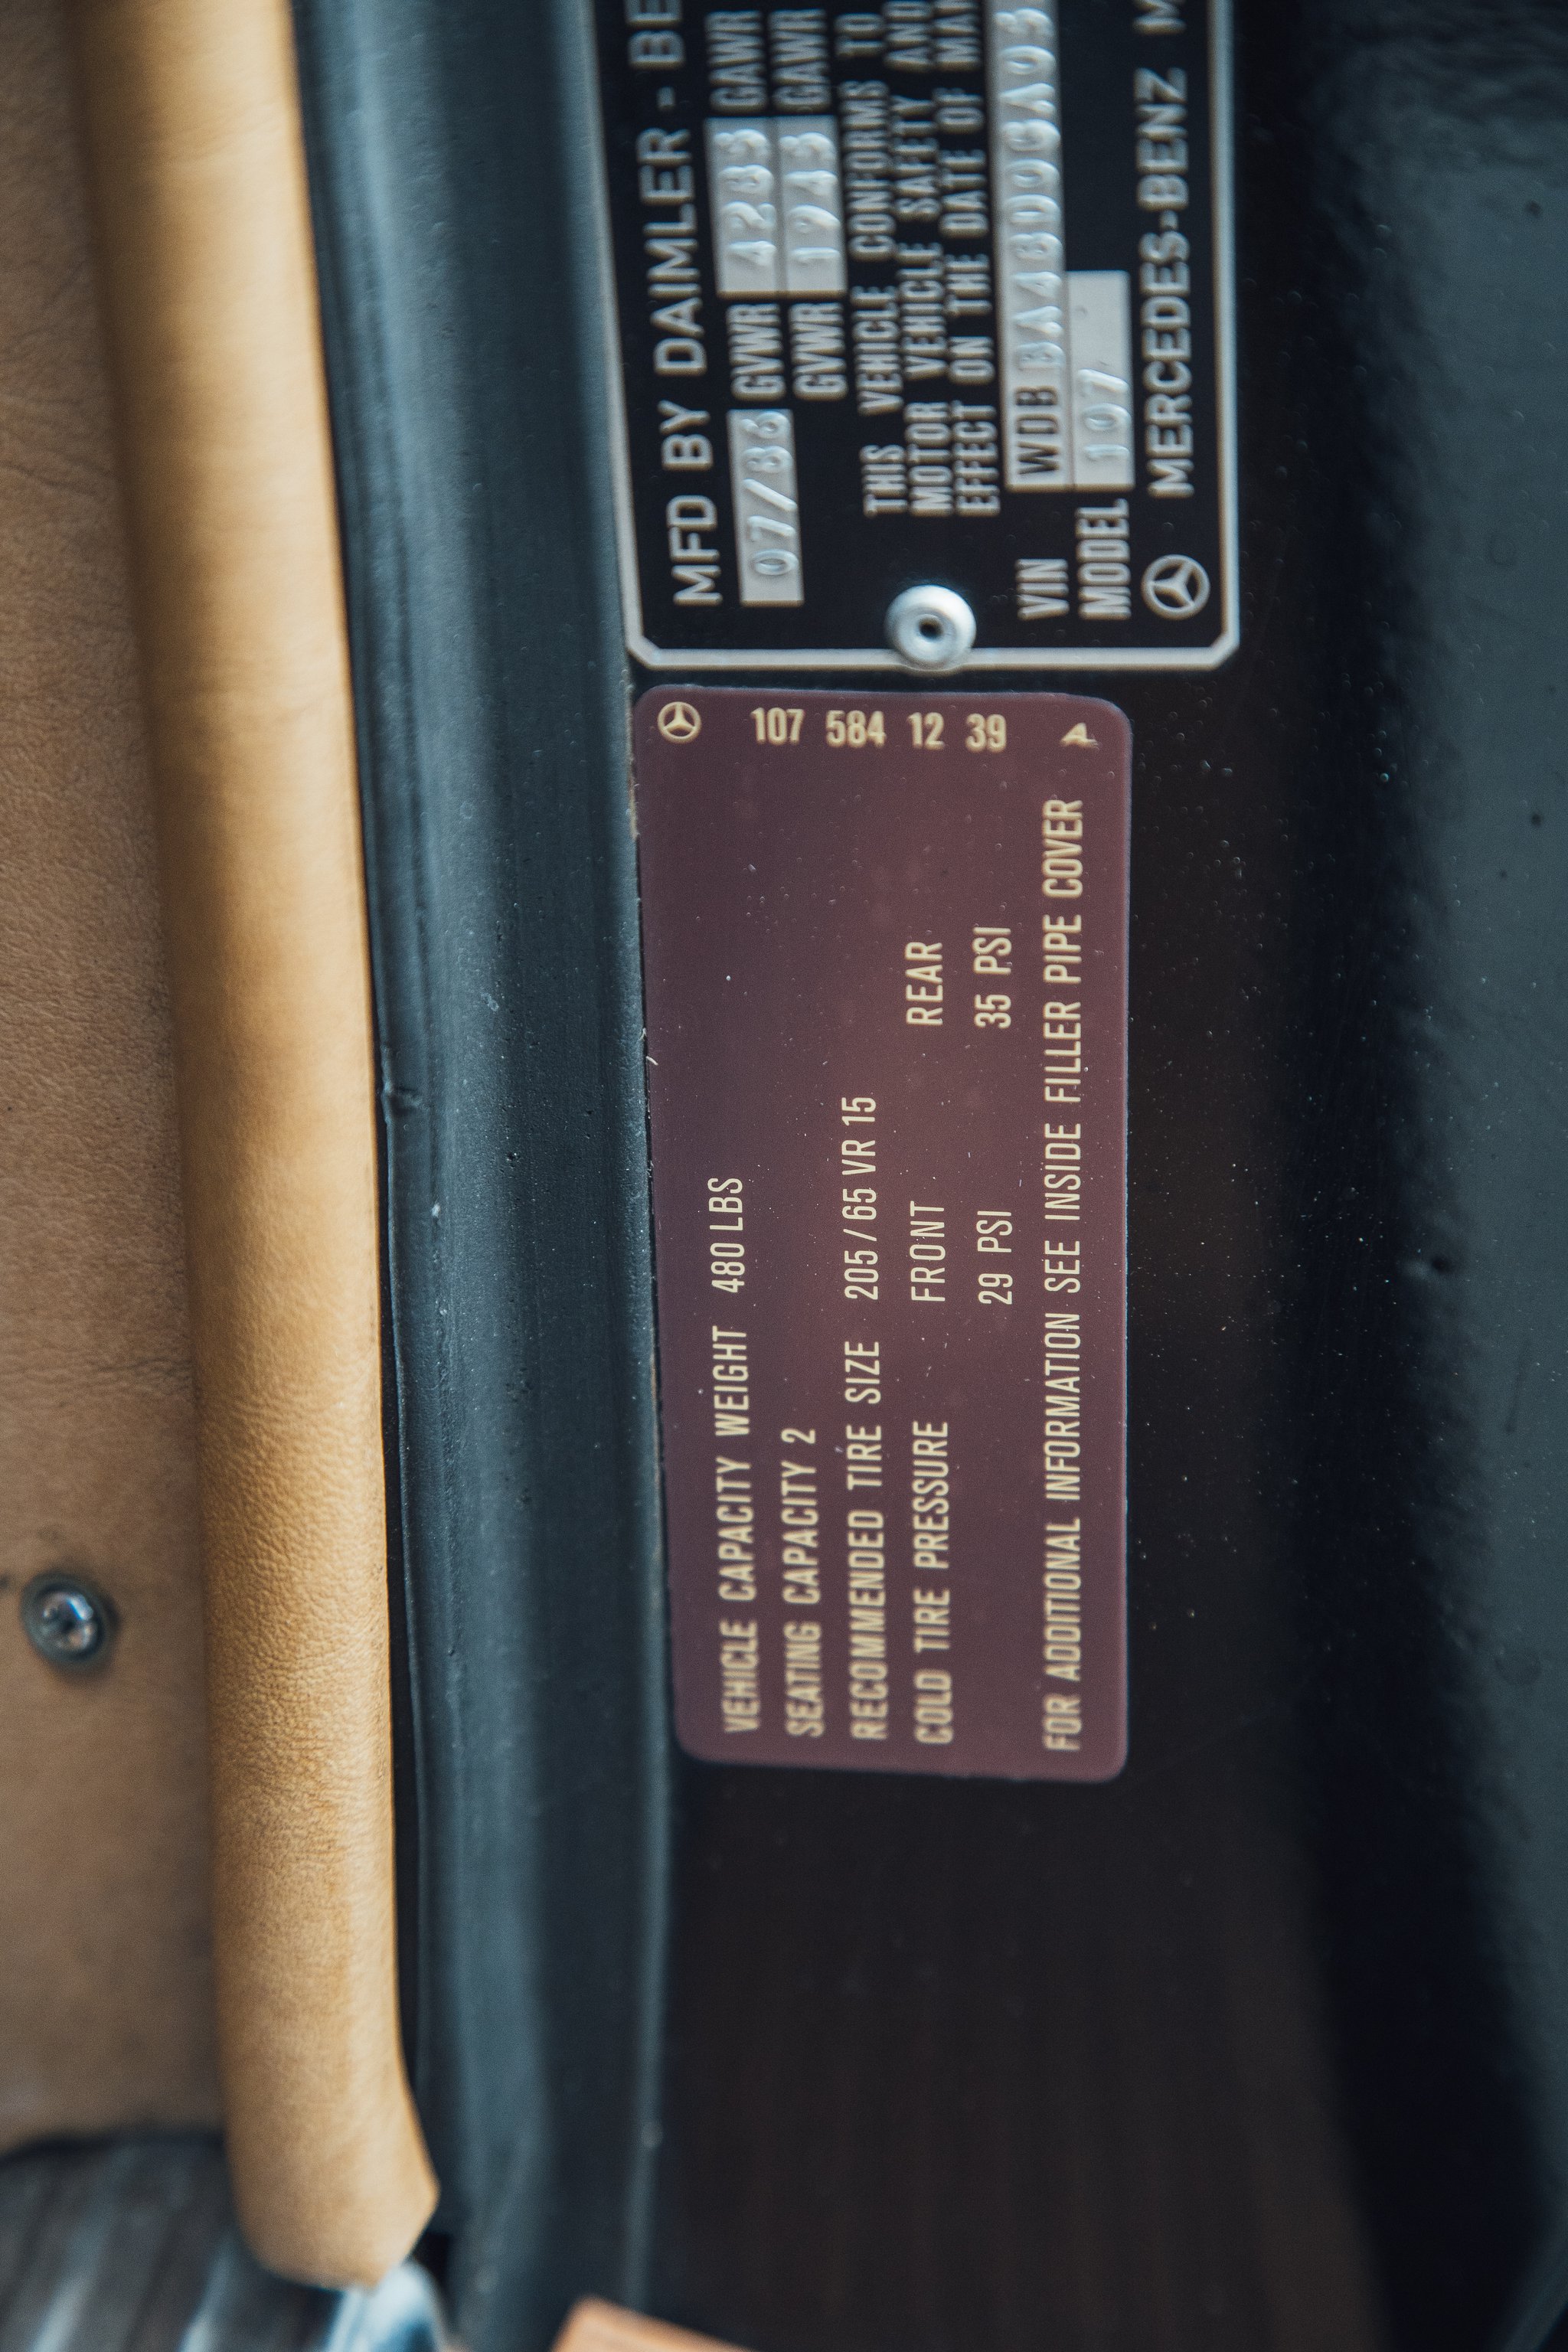 MFD BY DAIMLER - BE
07/86 GVWR 4283 GAWR
GVWR 1943 GAWR
THIS VEHICLE CONFORMS TO
MOTOR VEHICLE SAFETY AND
EFFECT ON THE DATE OF MAN
VIN WDB
MODEL 107
MERCEDES-BENZ M
VEHICLE CAPACITY WEIGHT 480 LBS
SEATING CAPACITY 2
RECOMMENDED TIRE SIZE 205/65 VR 15
COLD TIRE PRESSURE FRONT REAR
29 PSI 35 PSI
FOR ADDITIONAL INFORMATION SEE INSIDE FILLER PIPE COVER
107 584 12 39 A